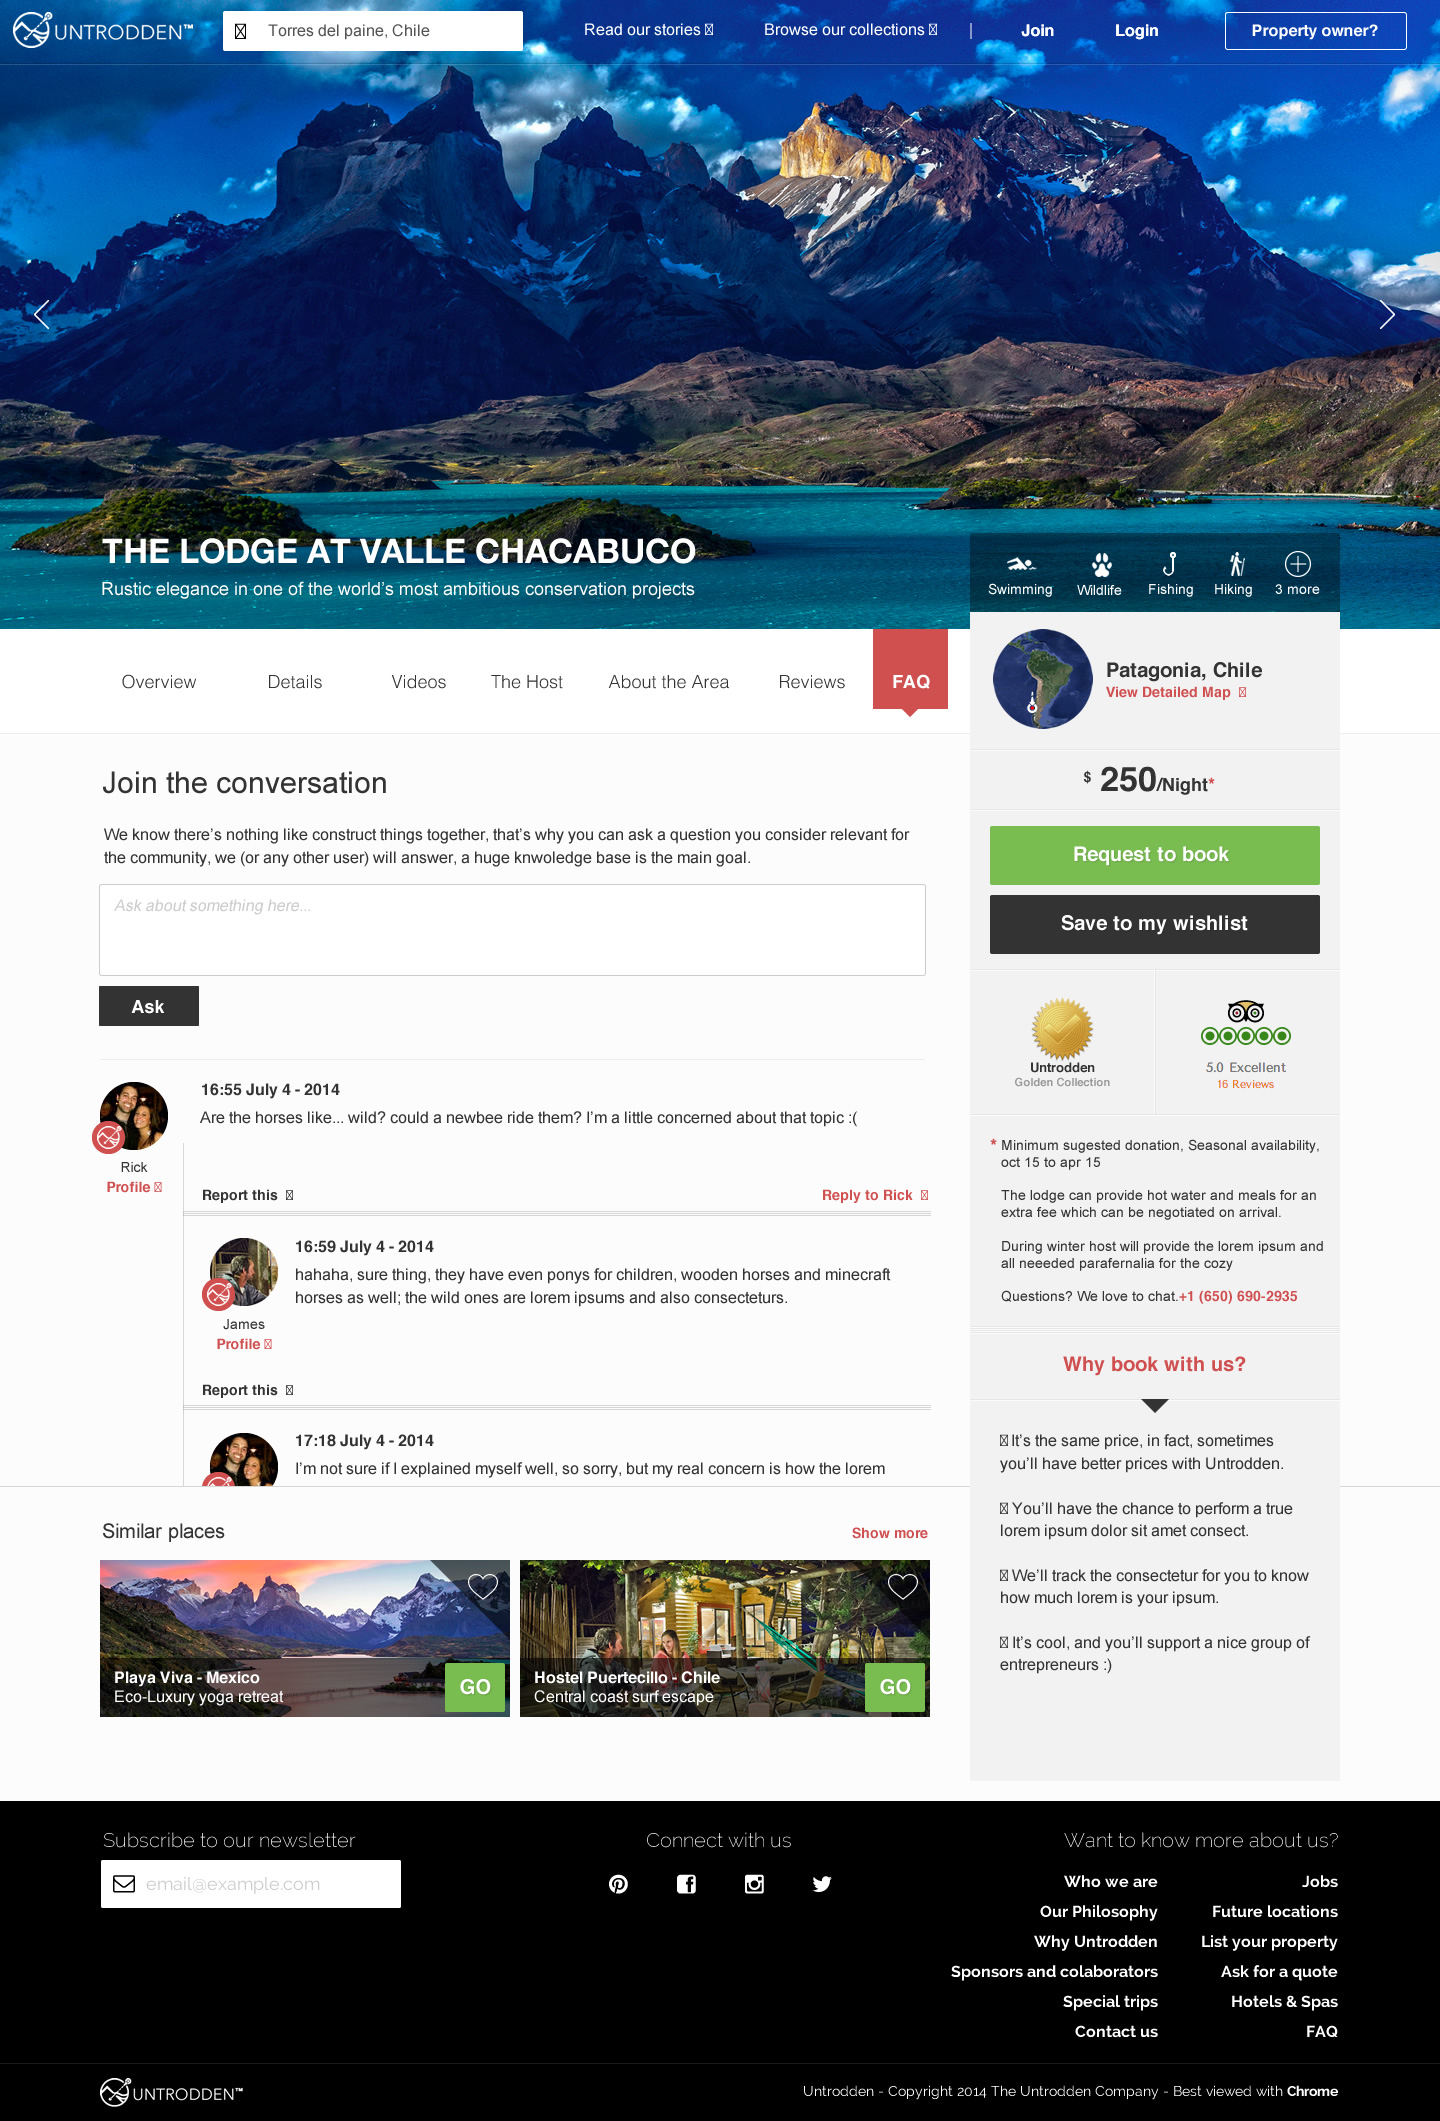 UNTRODDEN™
Torres del paine, Chile
Read our stories
Browse our collections
|
Join
Login
Property owner?
THE LODGE AT VALLE CHACABUCO
Rustic elegance in one of the world's most ambitious conservation projects
Swimming
Wildlife
Fishing
Hiking
3 more
Overview
Details
Videos
The Host
About the Area
Reviews
FAQ
Patagonia, Chile
View Detailed Map
$ 250/Night*
Request to book
Save to my wishlist
Untrodden
Golden Collection
5.0 Excellent
16 Reviews
* Minimum sugested donation, Seasonal availability,
oct 15 to apr 15
The lodge can provide hot water and meals for an
extra fee which can be negotiated on arrival.
During winter host will provide the lorem ipsum and
all neeeded parafernalia for the cozy
Questions? We love to chat.+1 (650) 690-2935
Why book with us?
It's the same price, in fact, sometimes
you'll have better prices with Untrodden.
You'll have the chance to perform a true
lorem ipsum dolor sit amet consect.
We'll track the consectetur for you to know
how much lorem is your ipsum.
It's cool, and you'll support a nice group of
entrepreneurs :)
Join the conversation
We know there's nothing like construct things together, that's why you can ask a question you consider relevant for
the community, we (or any other user) will answer, a huge knwoledge base is the main goal.
Ask about something here...
Ask
16:55 July 4 - 2014
Are the horses like... wild? could a newbee ride them? I'm a little concerned about that topic :(
Rick
Profile
Report this
Reply to Rick
16:59 July 4 - 2014
hahaha, sure thing, they have even ponys for children, wooden horses and minecraft
horses as well; the wild ones are lorem ipsums and also consecteturs.
James
Profile
Report this
17:18 July 4 - 2014
I'm not sure if I explained myself well, so sorry, but my real concern is how the lorem
Similar places
Show more
Playa Viva - Mexico
Eco-Luxury yoga retreat
GO
Hostel Puertecillo - Chile
Central coast surf escape
GO
Subscribe to our newsletter
email@example.com
Connect with us
Want to know more about us?
Who we are
Our Philosophy
Why Untrodden
Sponsors and colaborators
Special trips
Contact us
Jobs
Future locations
List your property
Ask for a quote
Hotels & Spas
FAQ
UNTRODDEN™
Untrodden - Copyright 2014 The Untrodden Company - Best viewed with Chrome